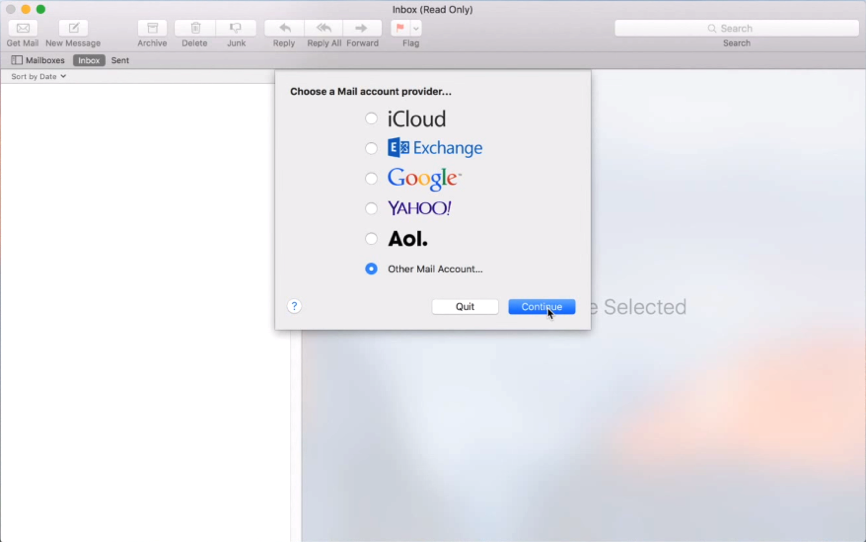 Inbox (Read Only)
Get Mail New Message Archive Delete Junk Reply Reply All Forward Flag
Search
Search
Mailboxes Inbox Sent
Sort by Date
Choose a Mail account provider...
iCloud
E Exchange
Google™
YAHOO!
Aol.
Other Mail Account...
? Quit Continue
Selected